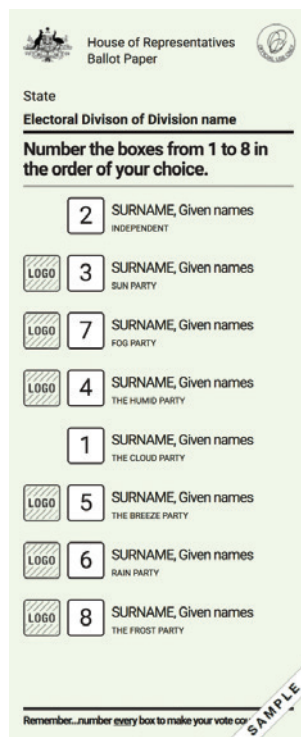 House of Representatives
Ballot Paper
State
Electoral Divison of Division name
Number the boxes from 1 to 8 in
the order of your choice.
2 SURNAME, Given names
INDEPENDENT
LOGO 3 SURNAME, Given names
SUN PARTY
LOGO 7 SURNAME, Given names
FOG PARTY
LOGO 4 SURNAME, Given names
THE HUMID PARTY
1 SURNAME, Given names
THE CLOUD PARTY
LOGO 5 SURNAME, Given names
THE BREEZE PARTY
LOGO 6 SURNAME, Given names
RAIN PARTY
LOGO 8 SURNAME, Given names
THE FROST PARTY
Remember...number every box to make your vote
SAMPLE